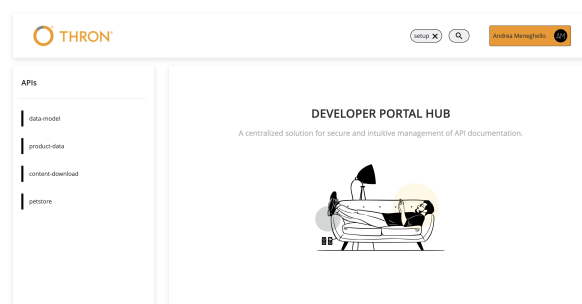 THRON
setup
Andrea Meneghello
AM
APIs
data-model
product-data
content-download
petstore
DEVELOPER PORTAL HUB
A centralized solution for secure and intuitive management of API documentation.